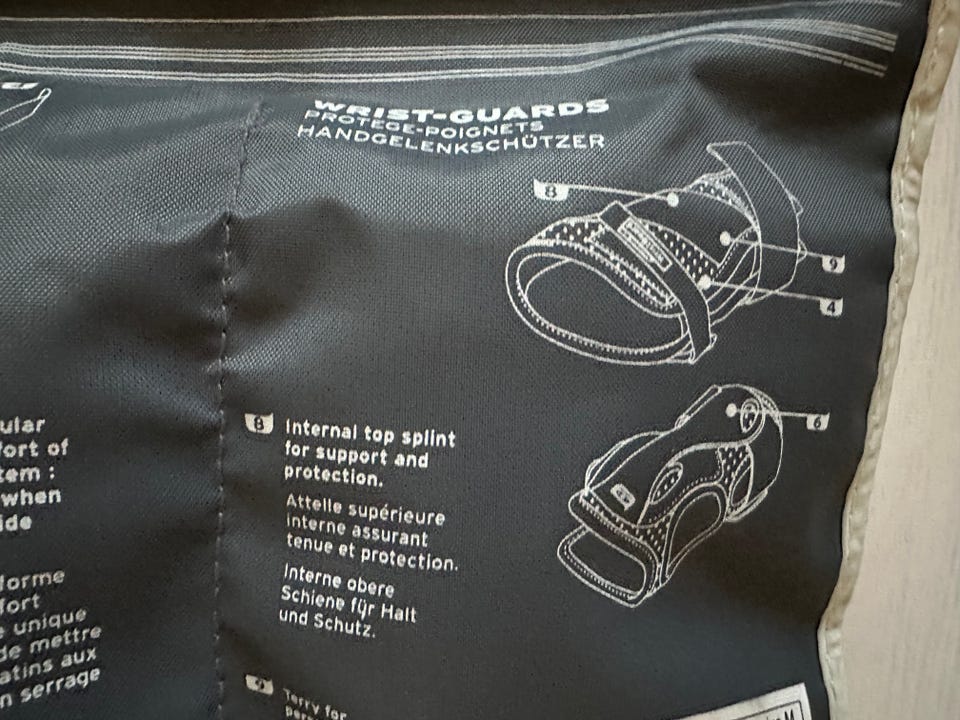 WRIST-GUARDS
PROTEGE-POIGNETS
HANDGELENKSCHÜTZER
8
9
4
6
ular
fort of
tem :
when
ide
forme
fort
unique
de mettre
atins aux
n serrage
8 Internal top splint
for support and
protection.
Attelle supérieure
interne assurant
tenue et protection.
Interne obere
Schiene für Halt
und Schutz.
9 Terry for